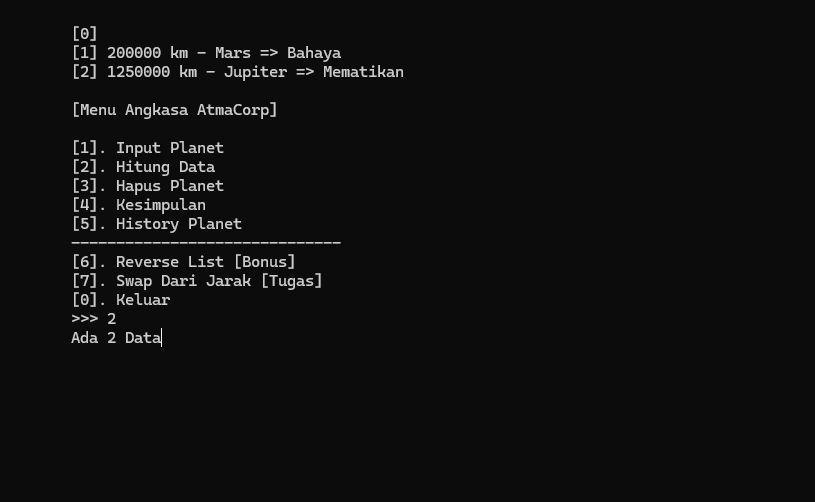 [0]
[1] 200000 km - Mars => Bahaya
[2] 1250000 km - Jupiter => Mematikan
[Menu Angkasa AtmaCorp]
[1]. Input Planet
[2]. Hitung Data
[3]. Hapus Planet
[4]. Kesimpulan
[5]. History Planet
------------------------------
[6]. Reverse List [Bonus]
[7]. Swap Dari Jarak [Tugas]
[0]. Keluar
>>> 2
Ada 2 Data